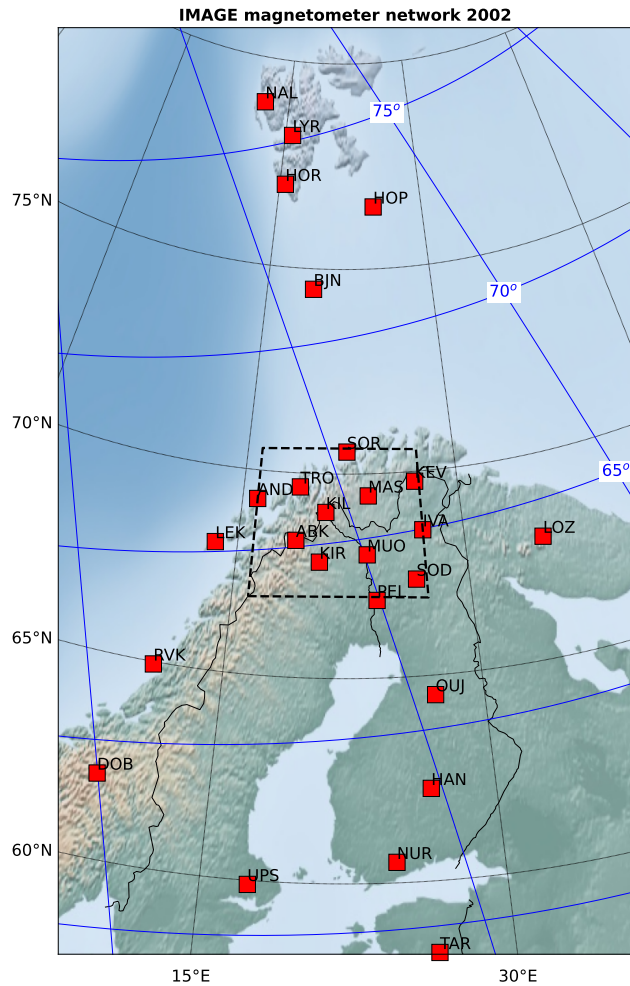 IMAGE magnetometer network 2002
NAL
75°
LYR
HOR
HOP
75°N
BJN
70°
70°N
SOR
65°
KEV
TRO
MAS
AND
KIL
IVA
LOZ
LEK
ABK
MUO
KIR
SOD
PEL
65°N
RVK
OUJ
DOB
HAN
60°N
NUR
UPS
TAR
15°E
30°E